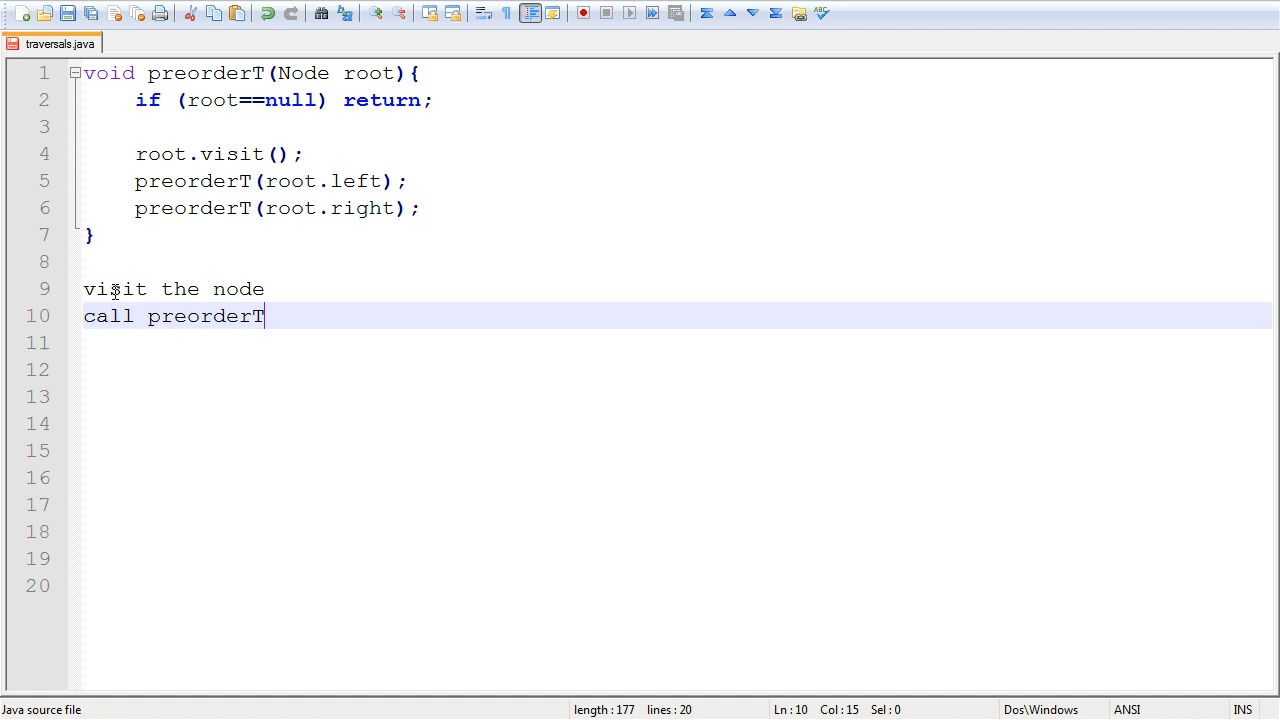 traversals.java
1 void preorderT(Node root){
2 if (root==null) return;
3
4 root.visit();
5 preorderT(root.left);
6 preorderT(root.right);
7 }
8
9 visit the node
10 call preorderT
11
12
13
14
15
16
17
18
19
20
Java source file length : 177 lines : 20 Ln : 10 Col : 15 Sel : 0 Dos\Windows ANSI INS